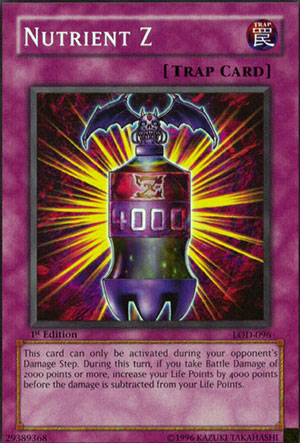 NUTRIENT Z
TRAP
罠
[TRAP CARD]
Z
4000
1st Edition
LOD-096
This card can only be activated during your opponent's
Damage Step. During this turn, if you take Battle Damage of
2000 points or more, increase your Life Points by 4000 points
before the damage is subtracted from your Life Points.
29389368
©1996 KAZUKI TAKAHASHI